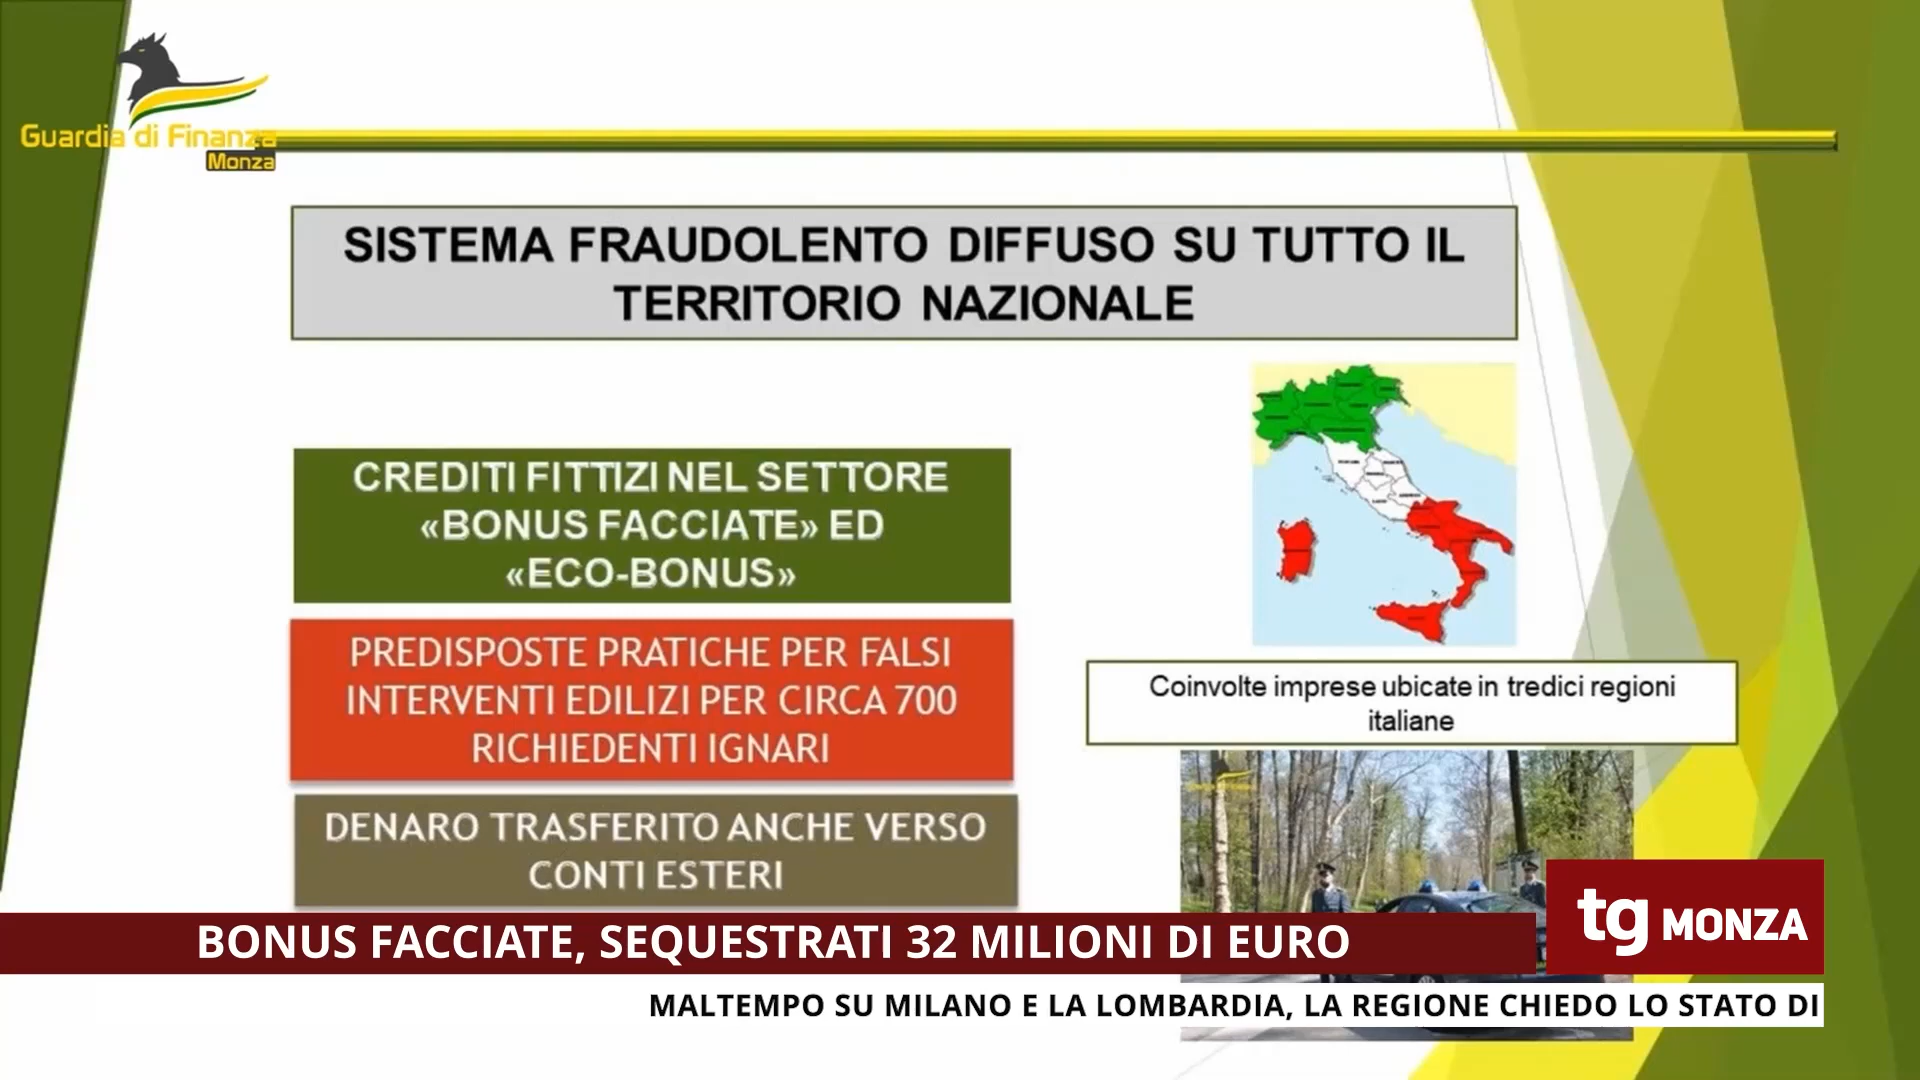 Guardia di Finanza
Monza
SISTEMA FRAUDOLENTO DIFFUSO SU TUTTO IL
TERRITORIO NAZIONALE
CREDITI FITTIZI NEL SETTORE
«BONUS FACCIATE» ED
«ECO-BONUS»
PREDISPOSTE PRATICHE PER FALSI
INTERVENTI EDILIZI PER CIRCA 700
RICHIEDENTI IGNARI
DENARO TRASFERITO ANCHE VERSO
CONTI ESTERI
Coinvolte imprese ubicate in tredici regioni
italiane
BONUS FACCIATE, SEQUESTRATI 32 MILIONI DI EURO
tg MONZA
MALTEMPO SU MILANO E LA LOMBARDIA, LA REGIONE CHIEDO LO STATO DI